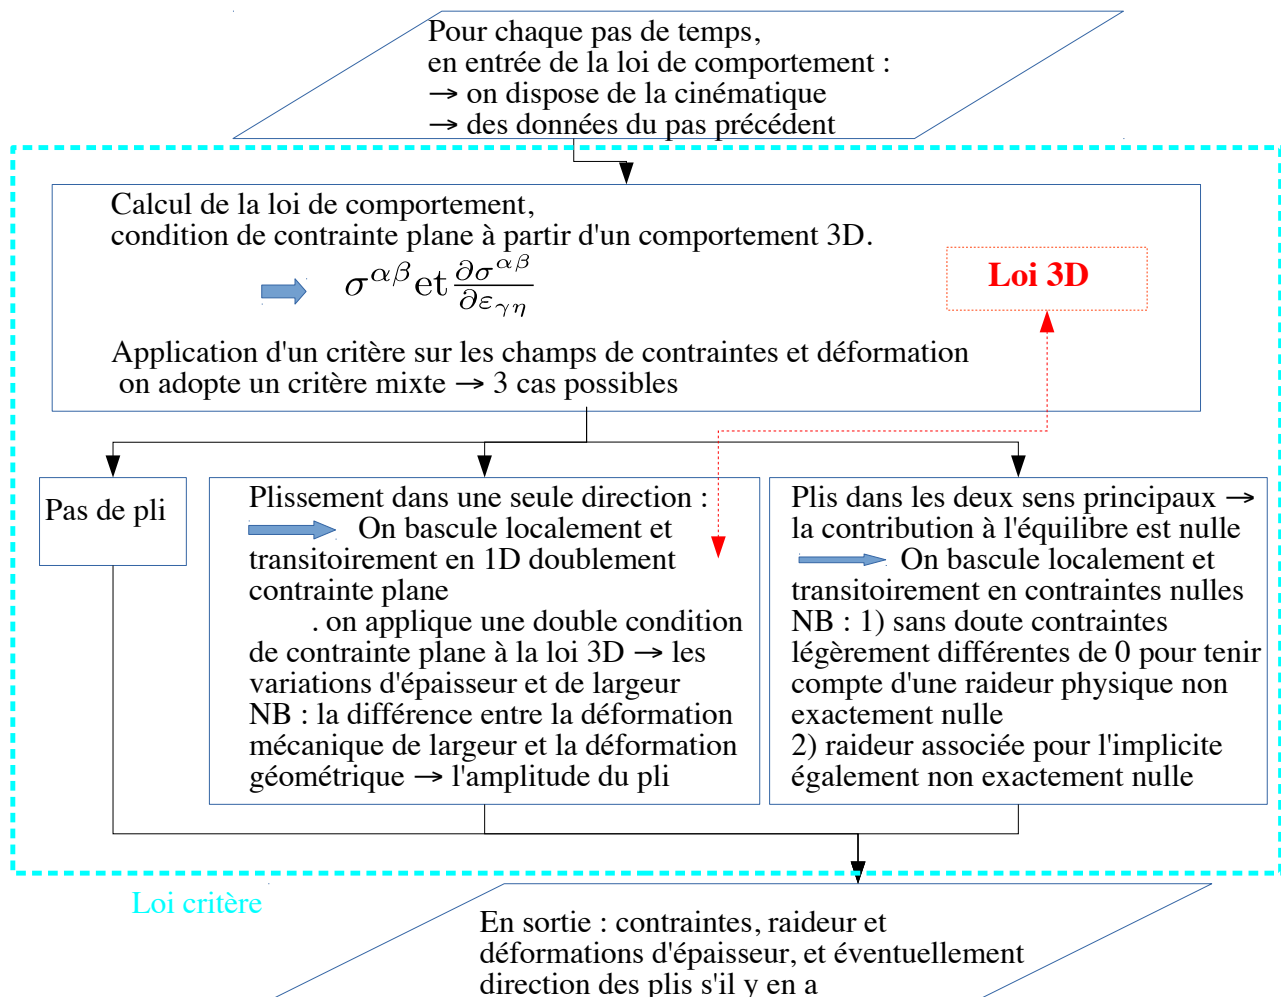 Pour chaque pas de temps,
en entrée de la loi de comportement :
→ on dispose de la cinématique
→ des données du pas précédent
Calcul de la loi de comportement,
condition de contrainte plane à partir d'un comportement 3D.
σ^{αβ} et ∂σ^{αβ}/∂ε_{γη}
Loi 3D
Application d'un critère sur les champs de contraintes et déformation
on adopte un critère mixte → 3 cas possibles
Pas de pli
Plissement dans une seule direction :
On bascule localement et
transitoirement en 1D doublement
contrainte plane
. on applique une double condition
de contrainte plane à la loi 3D → les
variations d'épaisseur et de largeur
NB : la différence entre la déformation
mécanique de largeur et la déformation
géométrique → l'amplitude du pli
Plis dans les deux sens principaux →
la contribution à l'équilibre est nulle
On bascule localement et
transitoirement en contraintes nulles
NB : 1) sans doute contraintes
légèrement différentes de 0 pour tenir
compte d'une raideur physique non
exactement nulle
2) raideur associée pour l'implicite
également non exactement nulle
Loi critère
En sortie : contraintes, raideur et
déformations d'épaisseur, et éventuellement
direction des plis s'il y en a